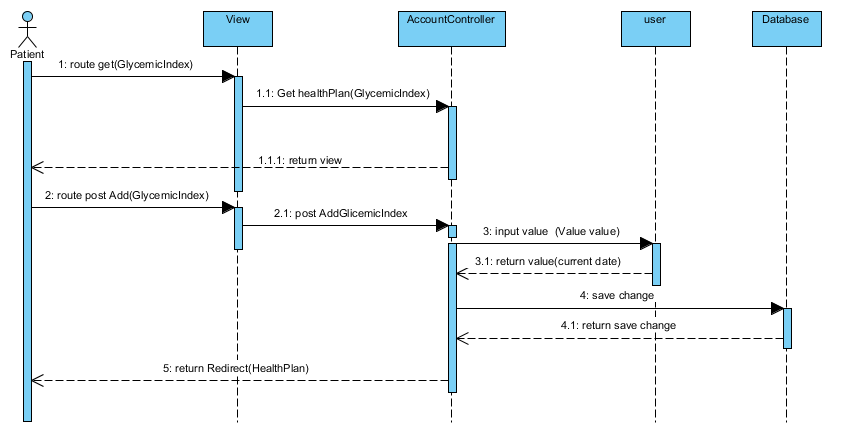 View
AccountController
user
Database
Patient
1: route get(GlycemicIndex)
1.1: Get healthPlan(GlycemicIndex)
1.1.1: return view
2: route post Add(GlycemicIndex)
2.1: post AddGlicemicIndex
3: input value  (Value value)
3.1: return value(current date)
4: save change
4.1: return save change
5: return Redirect(HealthPlan)